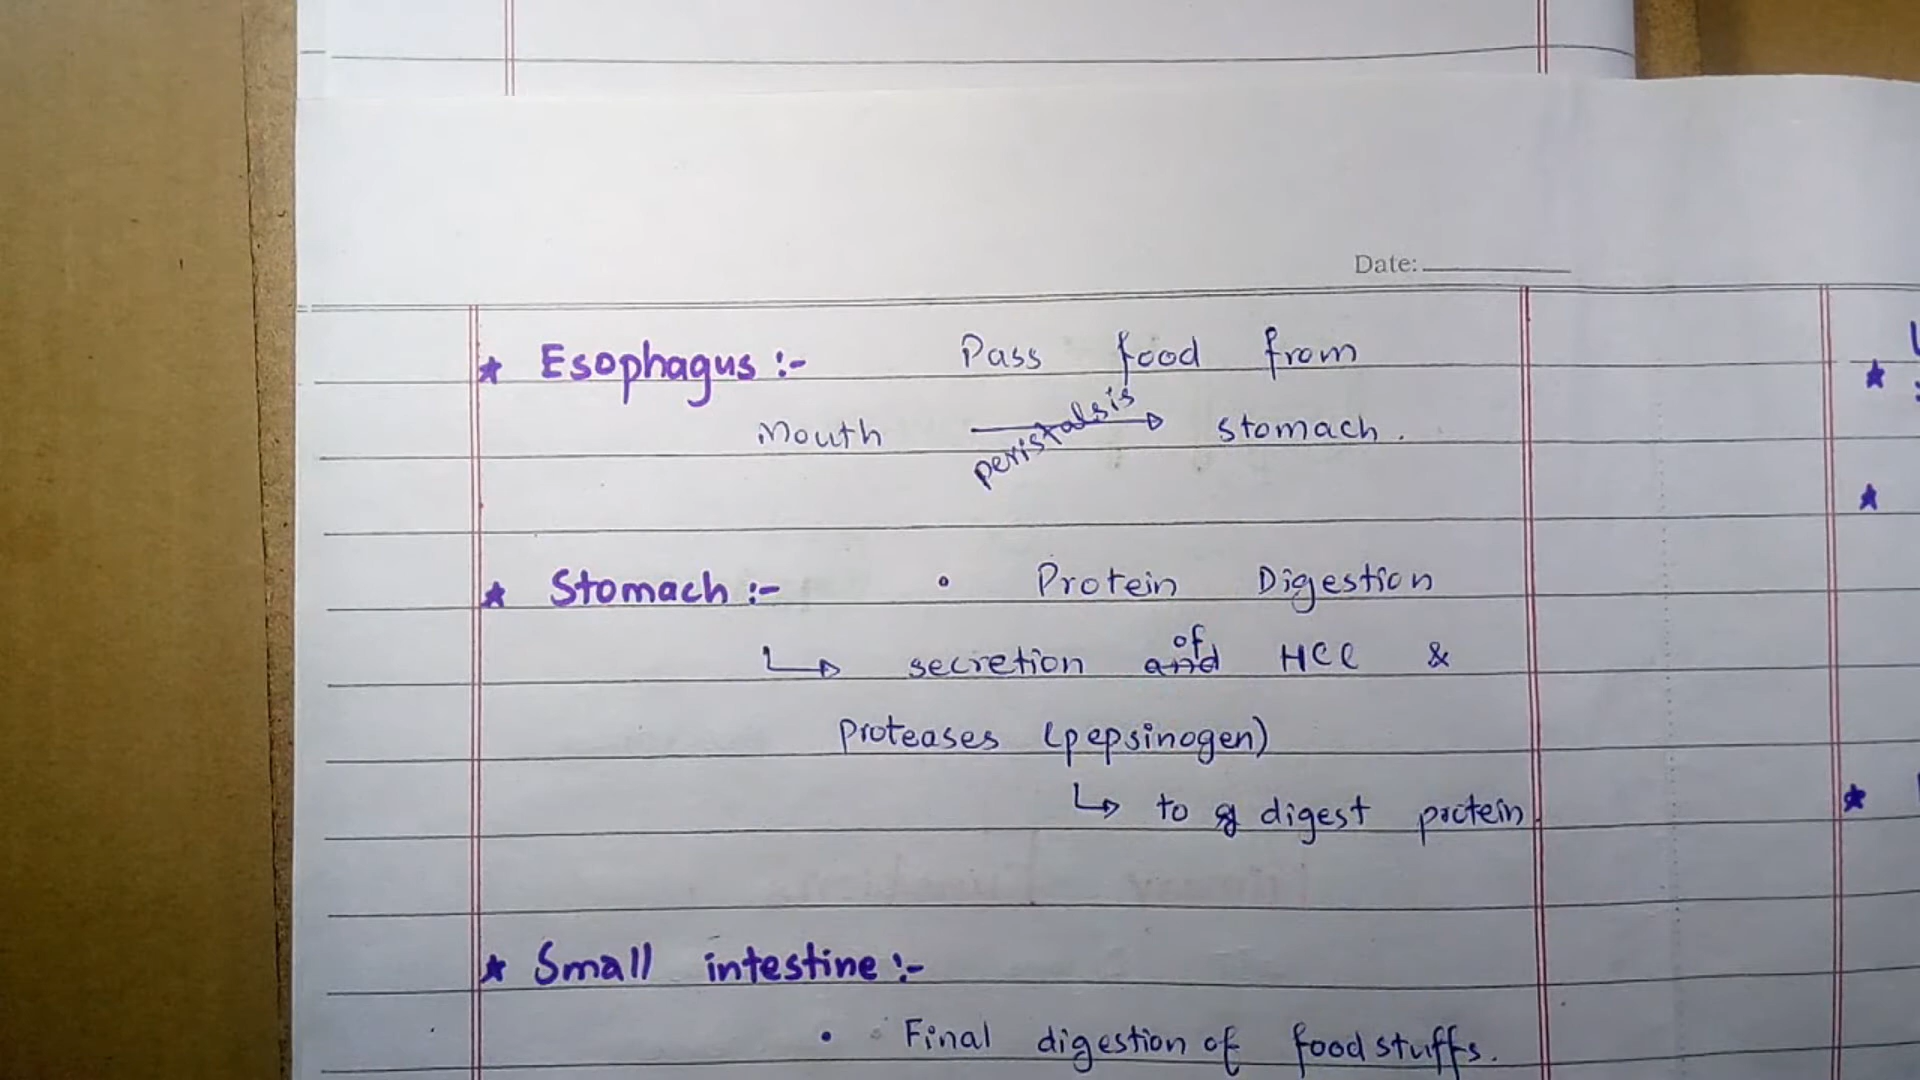 Date:
★ Esophagus :- Pass food from
Mouth → stomach.
peristalsis
★ Stomach :- • Protein Digestion
↳ secretion of HCl &
proteases (pepsinogen)
↳ to digest protein
★ Small intestine :-
• Final digestion of food stuffs.